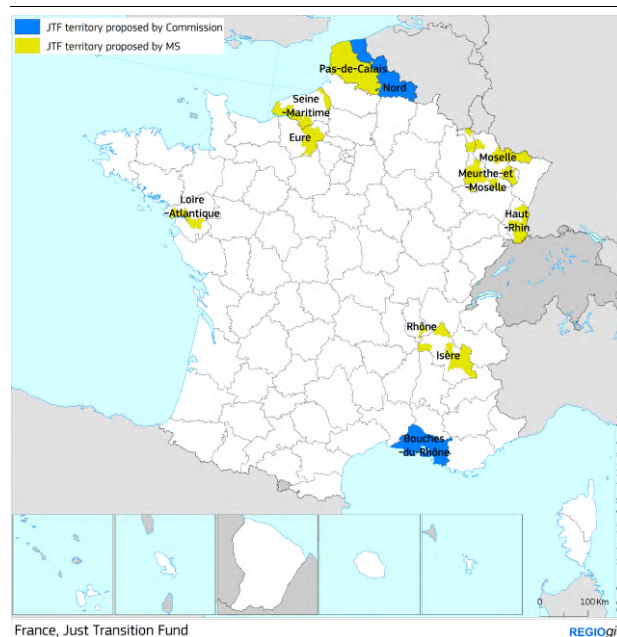 JTF territory proposed by Commission
JTF territory proposed by MS
Pas-de-Calais
Nord
Seine
-Maritime
Eure
Moselle
Meurthe-et
-Moselle
Haut
-Rhin
Loire
-Atlantique
Rhône
Isère
Bouches
-du-Rhône
0 100 Km
France, Just Transition Fund
REGIOgi